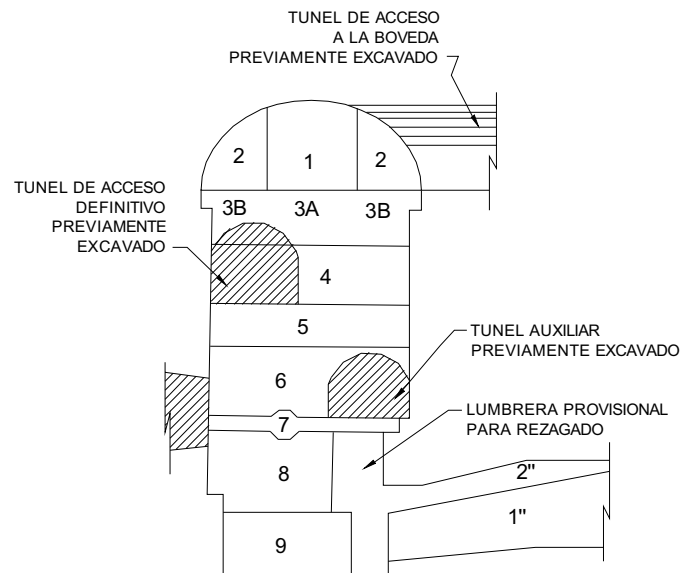 TUNEL DE ACCESO
A LA BOVEDA
PREVIAMENTE EXCAVADO
2
1
2
TUNEL DE ACCESO
DEFINITIVO
PREVIAMENTE
EXCAVADO
3B
3A
3B
4
5
TUNEL AUXILIAR
PREVIAMENTE EXCAVADO
6
LUMBRERA PROVISIONAL
PARA REZAGADO
7
8
2"
1"
9